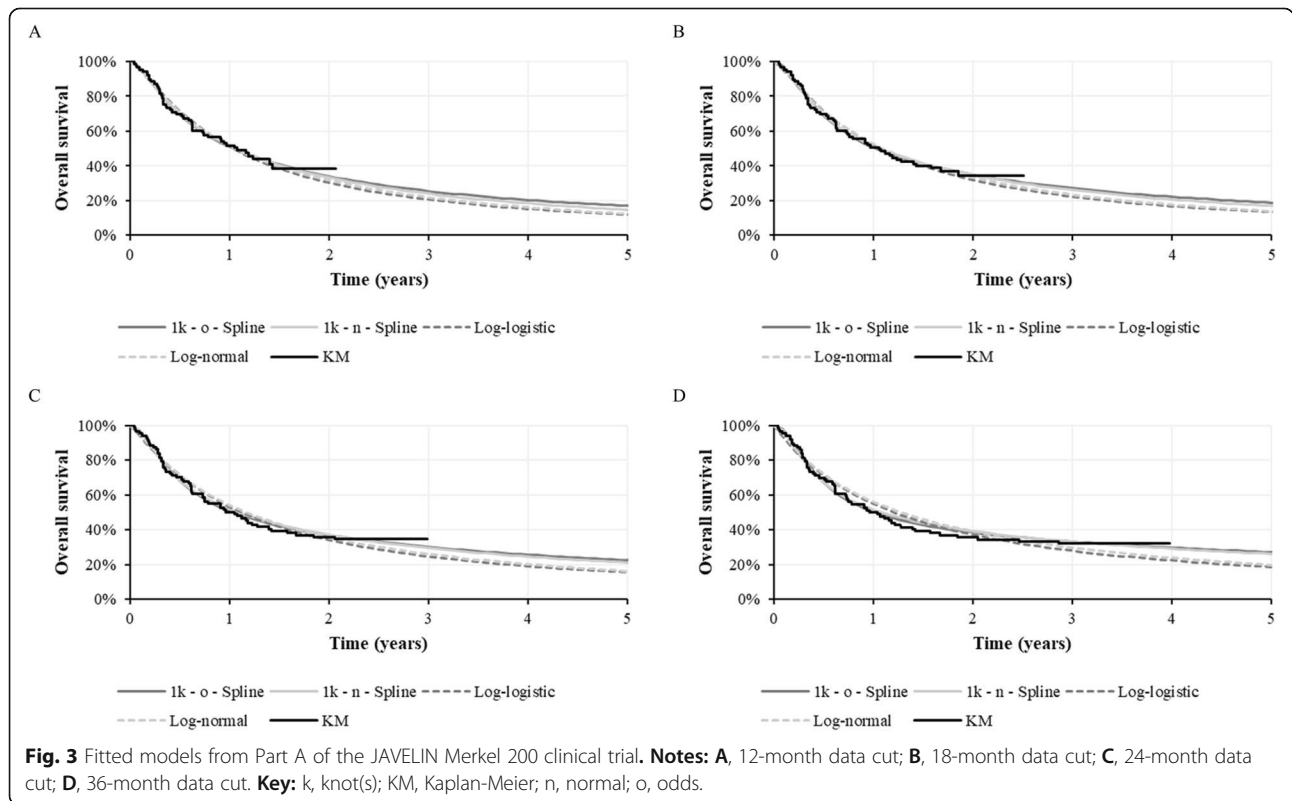 A
100%
80%
60%
40%
20%
0%
Overall survival
0 1 2 3 4 5
Time (years)
1k - o - Spline 1k - n - Spline Log-logistic
Log-normal KM
B
100%
80%
60%
40%
20%
0%
Overall survival
0 1 2 3 4 5
Time (years)
1k - o - Spline 1k - n - Spline Log-logistic
Log-normal KM
C
100%
80%
60%
40%
20%
0%
Overall survival
0 1 2 3 4 5
Time (years)
1k - o - Spline 1k - n - Spline Log-logistic
Log-normal KM
D
100%
80%
60%
40%
20%
0%
Overall survival
0 1 2 3 4 5
Time (years)
1k - o - Spline 1k - n - Spline Log-logistic
Log-normal KM
Fig. 3 Fitted models from Part A of the JAVELIN Merkel 200 clinical trial. Notes: A, 12-month data cut; B, 18-month data cut; C, 24-month data
cut; D, 36-month data cut. Key: k, knot(s); KM, Kaplan-Meier; n, normal; o, odds.